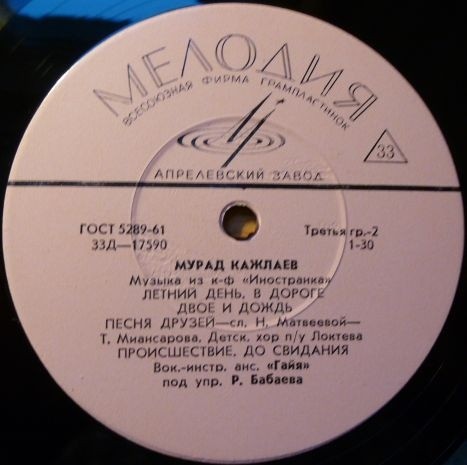 МЕЛОДИЯ
ВСЕСОЮЗНАЯ ФИРМА ГРАМПЛАСТИНОК
33
АПРЕЛЕВСКИЙ ЗАВОД
ГОСТ 5289-61 Третья гр.-2
33Д—17590 1-30
МУРАД КАЖЛАЕВ
Музыка из к-ф «Иностранка»
ЛЕТНИЙ ДЕНЬ, В ДОРОГЕ
ДВОЕ И ДОЖДЬ
ПЕСНЯ ДРУЗЕЙ—сл. Н. Матвеевой—
Т. Миансарова, Детск. хор п/у Локтева
ПРОИСШЕСТВИЕ, ДО СВИДАНИЯ
Вок.-инстр. анс. «Гайя»
под упр. Р. Бабаева